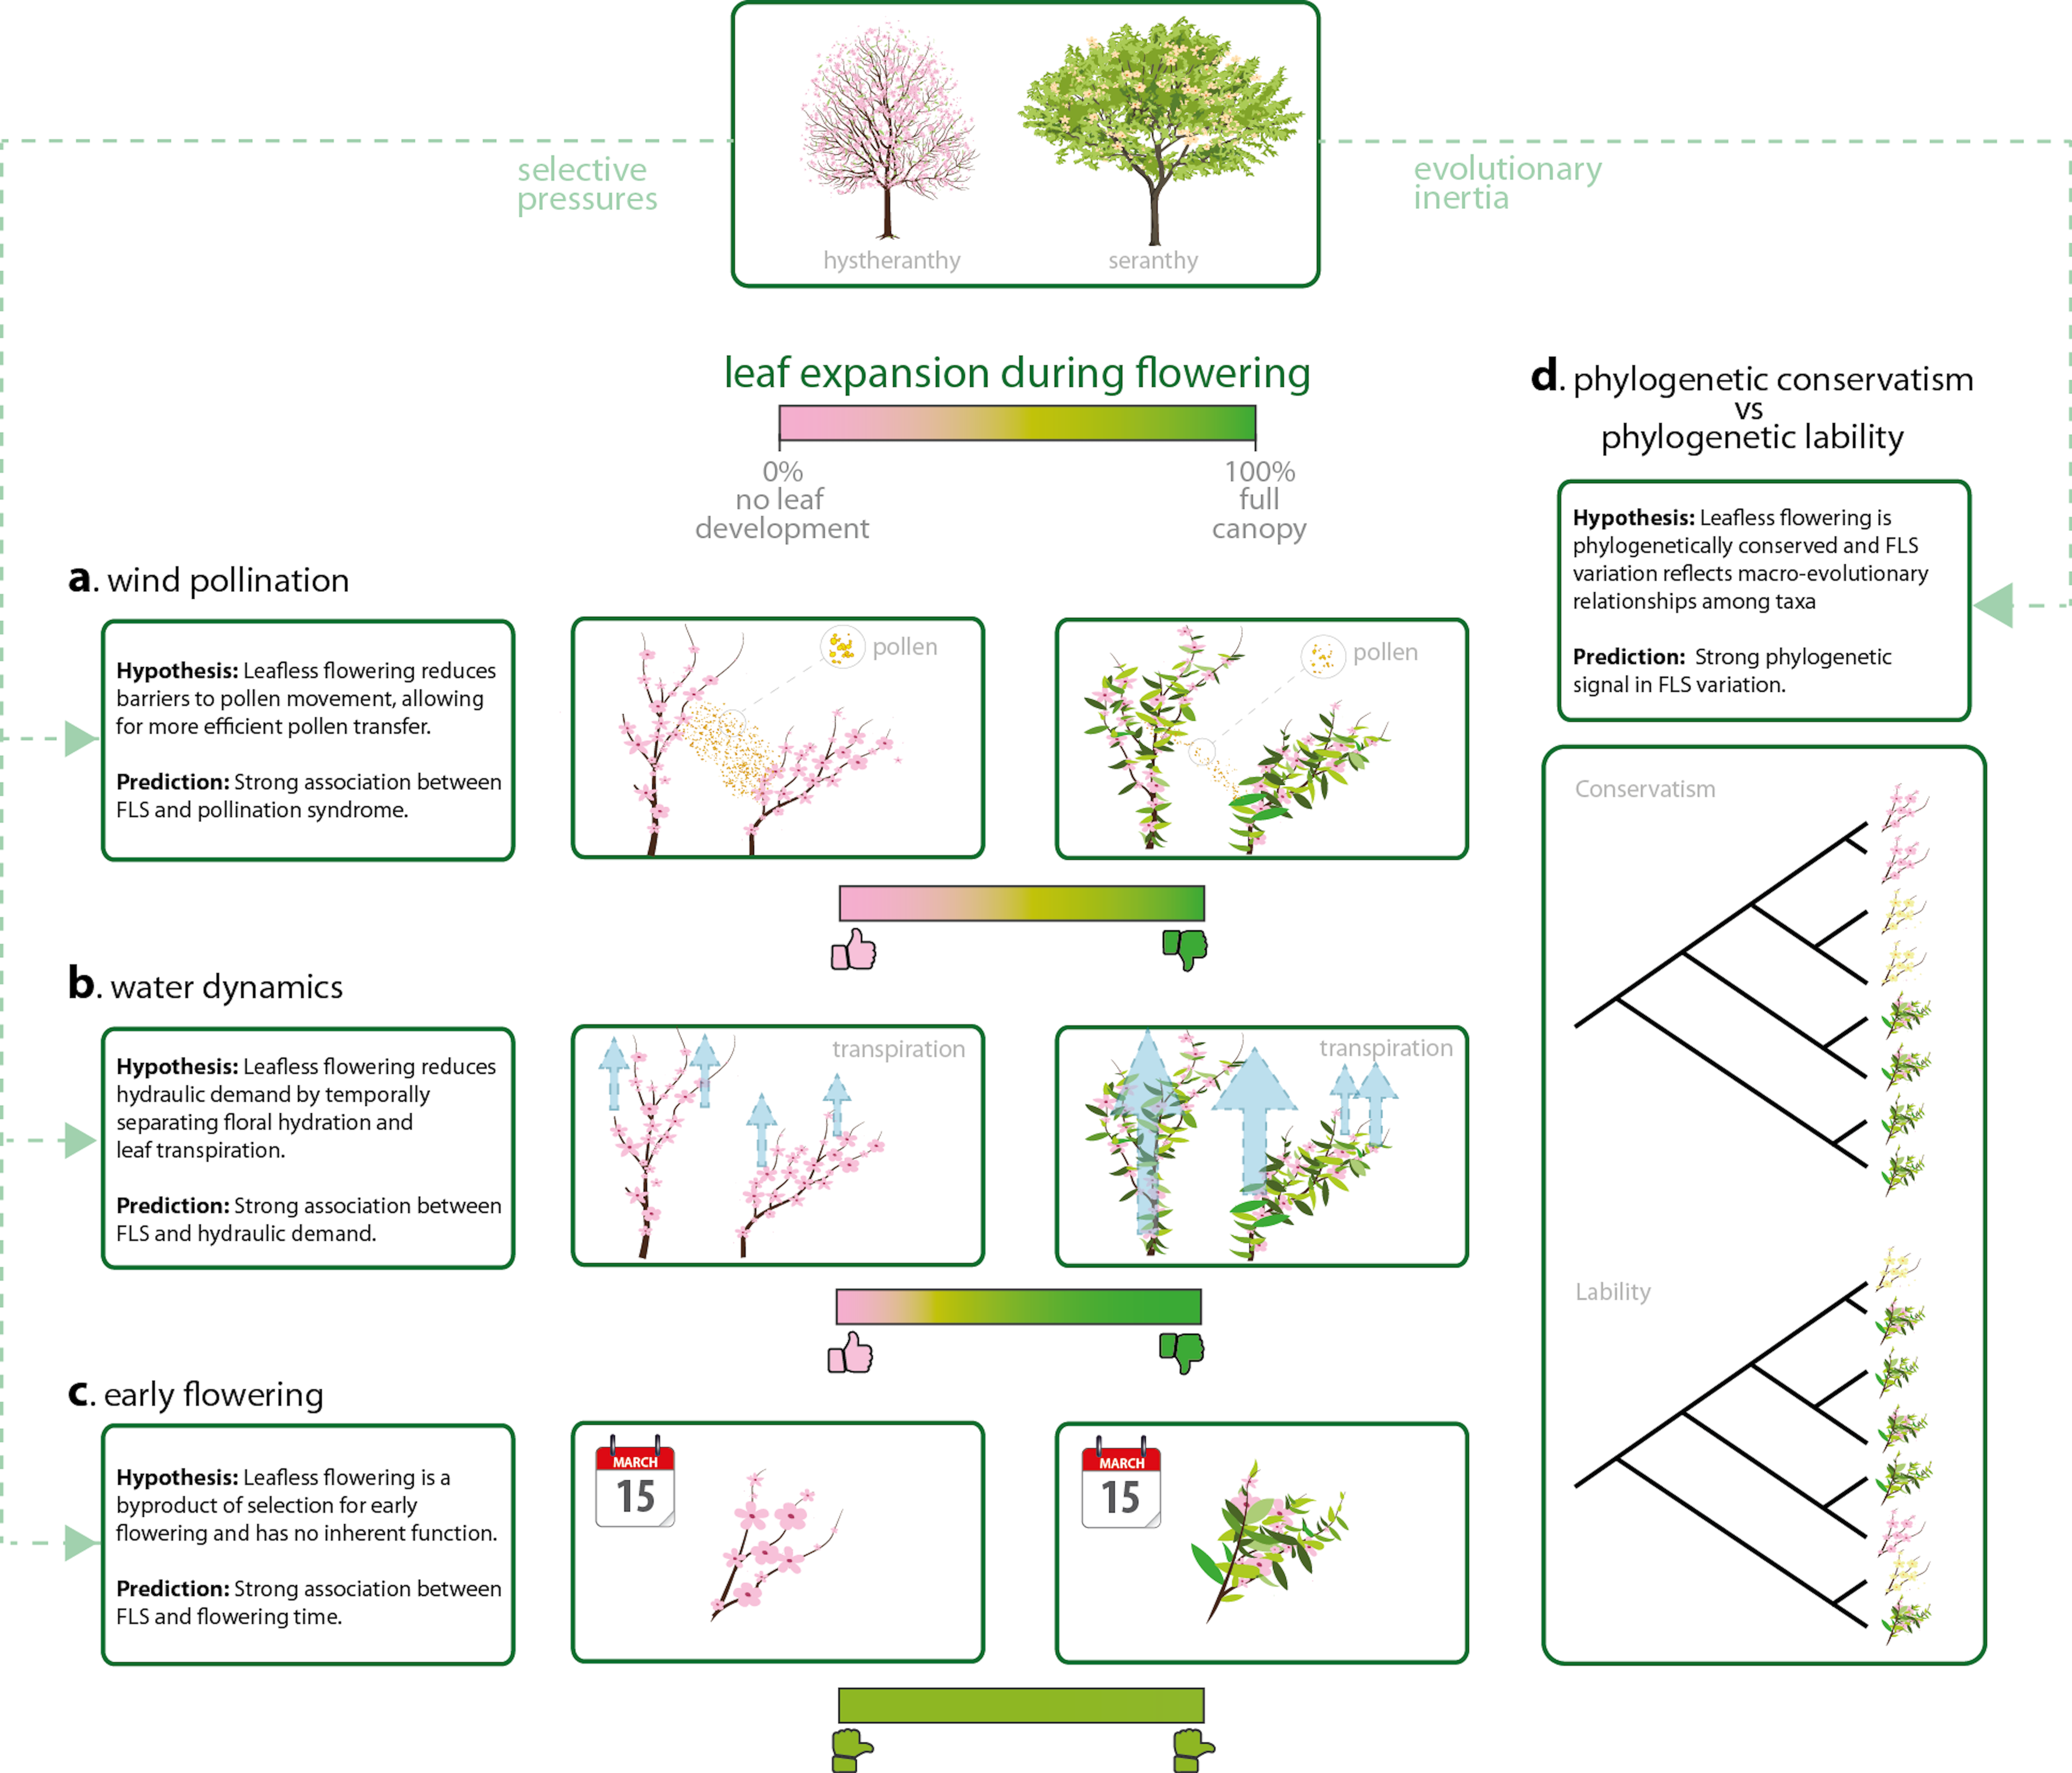 selective
pressures
hystheranthy
seranthy
evolutionary
inertia
leaf expansion during flowering
0%
no leaf
development
100%
full
canopy
a. wind pollination
Hypothesis: Leafless flowering reduces
barriers to pollen movement, allowing
for more efficient pollen transfer.
Prediction: Strong association between
FLS and pollination syndrome.
pollen
pollen
b. water dynamics
Hypothesis: Leafless flowering reduces
hydraulic demand by temporally
separating floral hydration and
leaf transpiration.
Prediction: Strong association between
FLS and hydraulic demand.
transpiration
transpiration
c. early flowering
Hypothesis: Leafless flowering is a
byproduct of selection for early
flowering and has no inherent function.
Prediction: Strong association between
FLS and flowering time.
MARCH
15
MARCH
15
d. phylogenetic conservatism
vs
phylogenetic lability
Hypothesis: Leafless flowering is
phylogenetically conserved and FLS
variation reflects macro-evolutionary
relationships among taxa
Prediction: Strong phylogenetic
signal in FLS variation.
Conservatism
Lability